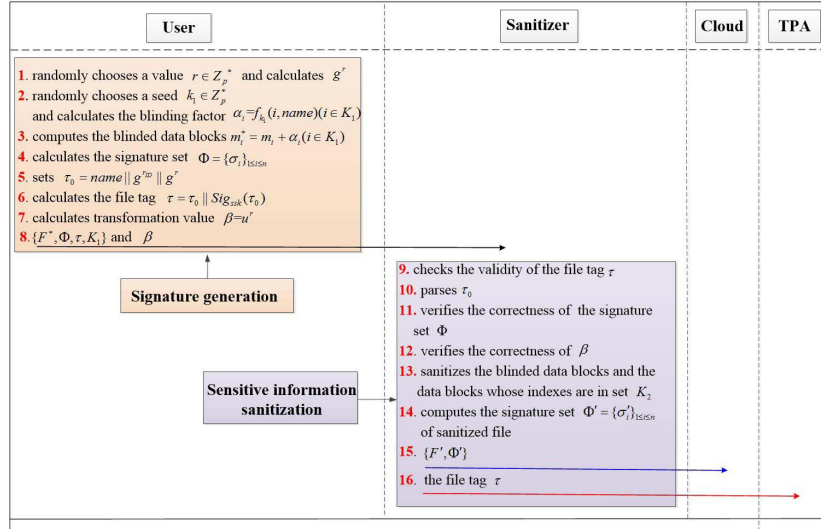 User Sanitizer Cloud TPA
1. randomly chooses a value r ∈ Z_p^* and calculates g^r
2. randomly chooses a seed k_1 ∈ Z_p^*
and calculates the blinding factor α_i=f_{k_1}(i,name)(i∈K_1)
3. computes the blinded data blocks m_i^* = m_i + α_i (i∈K_1)
4. calculates the signature set Φ = {σ_i}_{1≤i≤n}
5. sets τ_0 = name || g^{r_{ID}} || g^r
6. calculates the file tag τ = τ_0 || Sig_{ssk}(τ_0)
7. calculates transformation value β=u^r
8.{F^*,Φ,τ,K_1} and β
Signature generation
9. checks the validity of the file tag τ
10. parses τ_0
11. verifies the correctness of the signature
set Φ
12. verifies the correctness of β
13. sanitizes the blinded data blocks and the
data blocks whose indexes are in set K_2
14. computes the signature set Φ′ = {σ_i′}_{1≤i≤n}
of sanitized file
15. {F′,Φ′}
16. the file tag τ
Sensitive information
sanitization